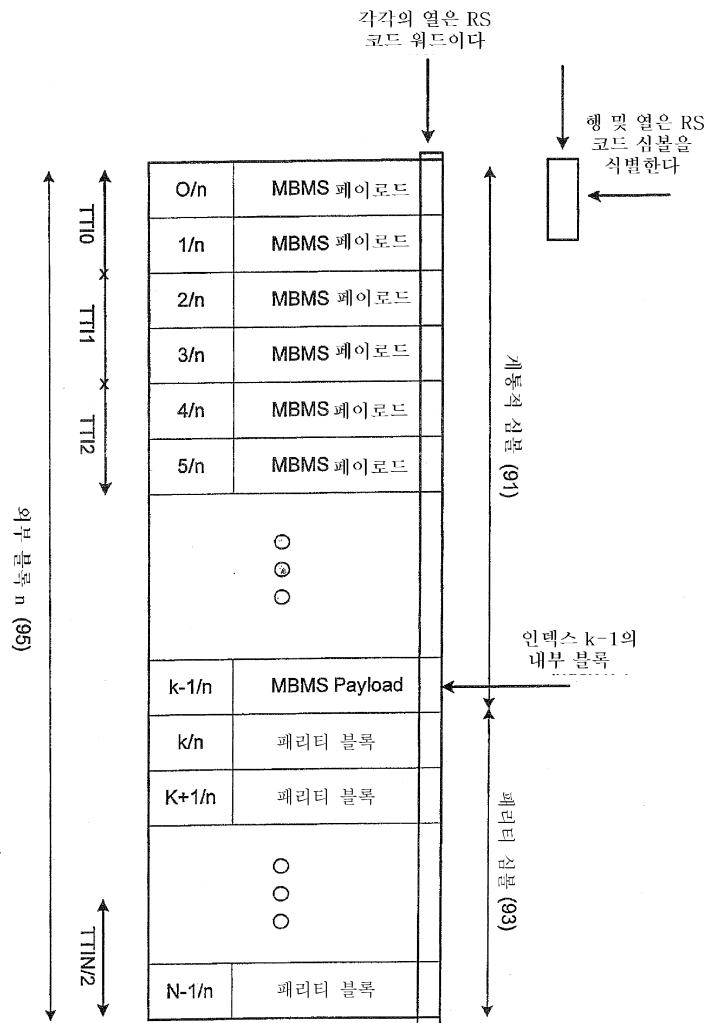 각각의 열은 RS
코드 워드이다
행 및 열은 RS
코드 심볼을
식별한다
O/n MBMS 페이로드
1/n MBMS 페이로드
2/n MBMS 페이로드
3/n MBMS 페이로드
4/n MBMS 페이로드
5/n MBMS 페이로드
k-1/n MBMS Payload
k/n 패리티 블록
K+1/n 패리티 블록
N-1/n 패리티 블록
TTI0
TTI1
TTI2
TTIN/2
외부 블록 n (95)
계통적 심볼 (91)
인덱스 k-1의
내부 블록
패리티 심볼 (93)